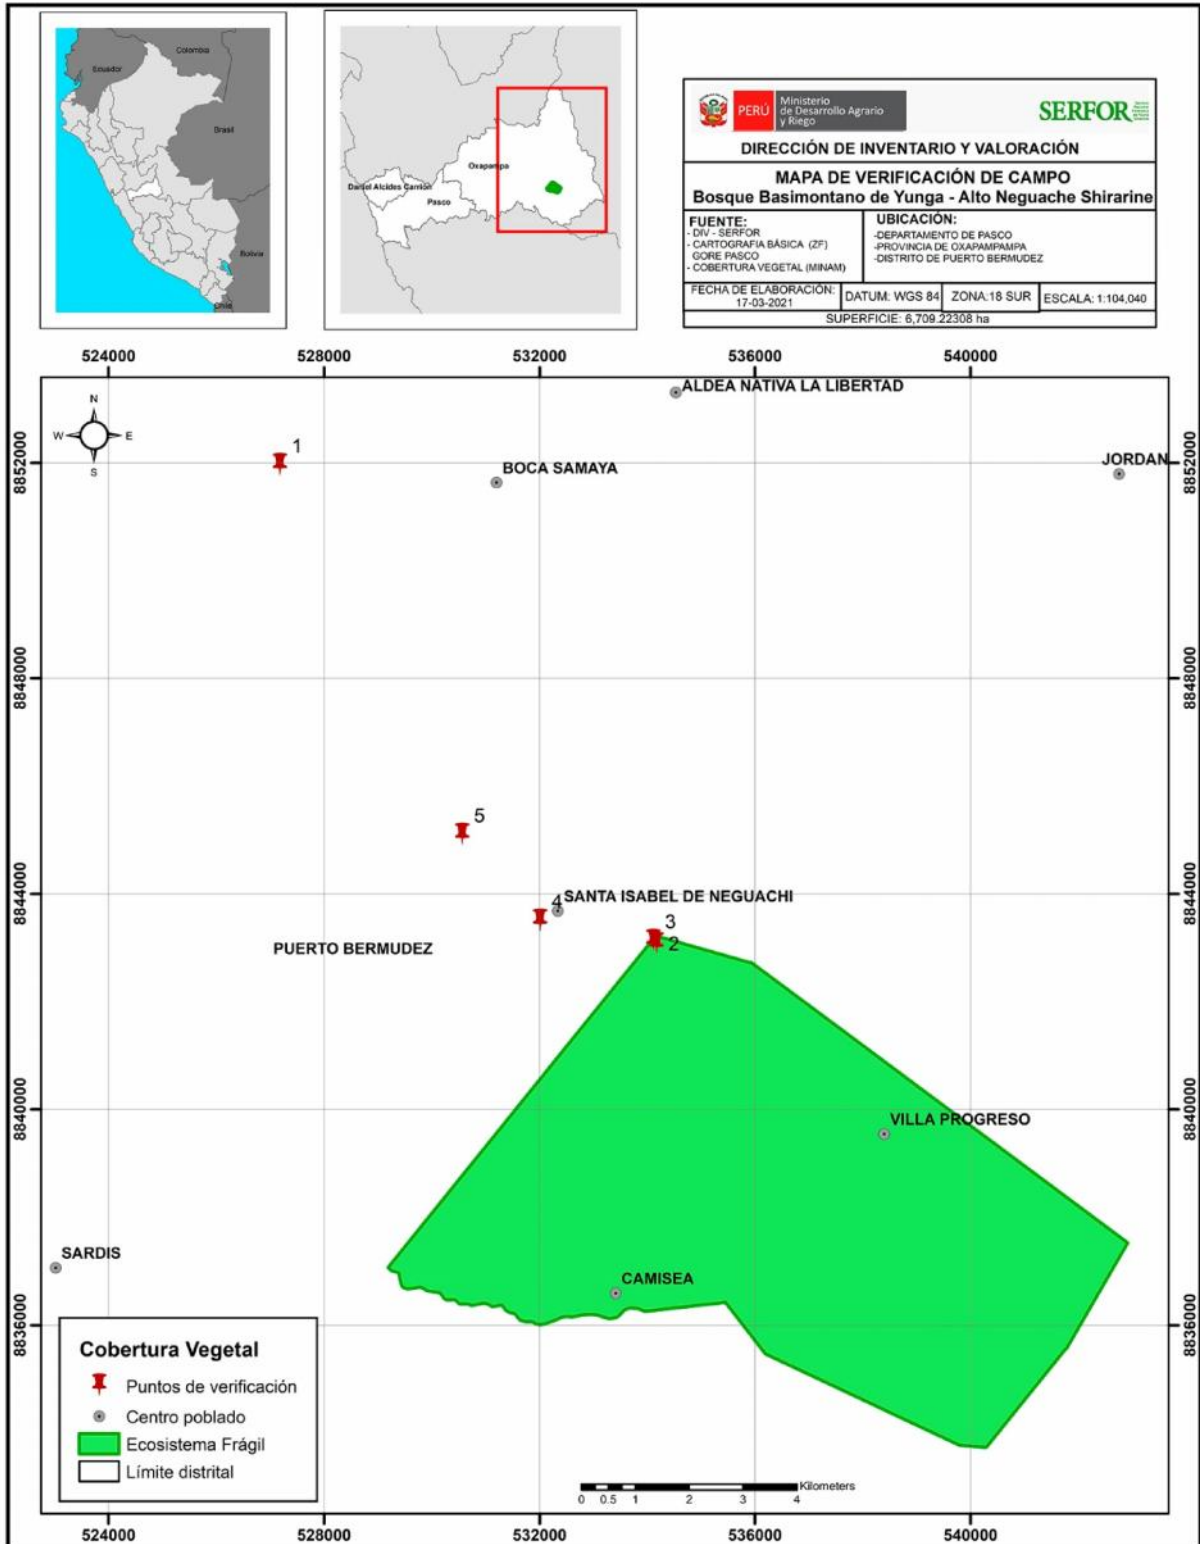 Colombia
Ecuador
Brasil
Bolivia
Chile
Oxapampa
Daniel Alcides Carrión
Pasco
PERÚ
Ministerio
de Desarrollo Agrario
y Riego
SERFOR
DIRECCIÓN DE INVENTARIO Y VALORACIÓN
MAPA DE VERIFICACIÓN DE CAMPO
Bosque Basimontano de Yunga - Alto Neguache Shirarine
FUENTE:
- DIV - SERFOR
- CARTOGRAFIA BÁSICA (ZF)
GORE PASCO
- COBERTURA VEGETAL (MINAM)
UBICACIÓN:
-DEPARTAMENTO DE PASCO
-PROVINCIA DE OXAPAMPAMPA
-DISTRITO DE PUERTO BERMUDEZ
FECHA DE ELABORACIÓN:
17-03-2021
DATUM: WGS 84
ZONA:18 SUR
ESCALA: 1:104,040
SUPERFICIE: 6,709.22308 ha
524000 528000 532000 536000 540000
ALDEA NATIVA LA LIBERTAD
N
W E
S
1
BOCA SAMAYA
JORDAN
8852000 8852000
8848000 8848000
5
8844000 8844000
4
SANTA ISABEL DE NEGUACHI
3
2
PUERTO BERMUDEZ
8840000 8840000
VILLA PROGRESO
SARDIS
CAMISEA
8836000 8836000
Cobertura Vegetal
Puntos de verificación
Centro poblado
Ecosistema Frágil
Límite distrital
Kilometers
0 0.5 1 2 3 4
524000 528000 532000 536000 540000